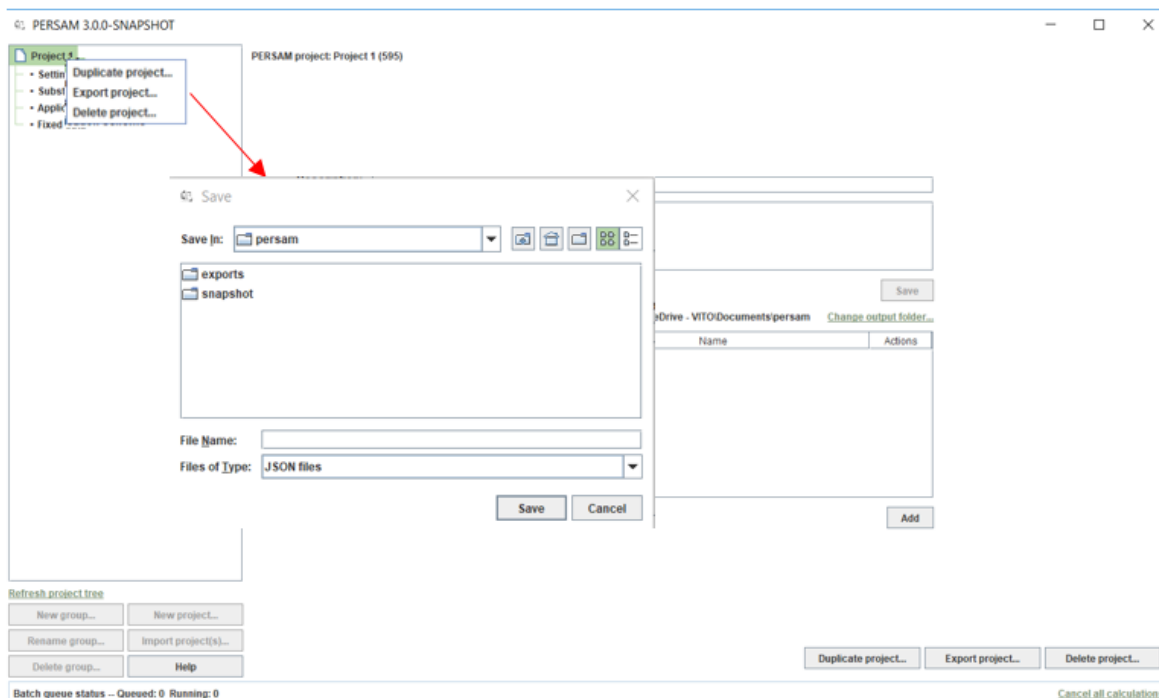 PERSAM 3.0.0-SNAPSHOT
Project 1
PERSAM project: Project 1 (595)
Duplicate project...
Export project...
Delete project...
• Fixed
Save
Save In: persam
exports
snapshot
File Name:
Files of Type: JSON files
Save Cancel
Save
eDrive - VITO\Documents\persam Change output folder...
Name Actions
Add
Refresh project tree
New group... New project...
Rename group... Import project(s)...
Delete group... Help
Duplicate project... Export project... Delete project...
Batch queue status -- Queued: 0 Running: 0 Cancel all calculation